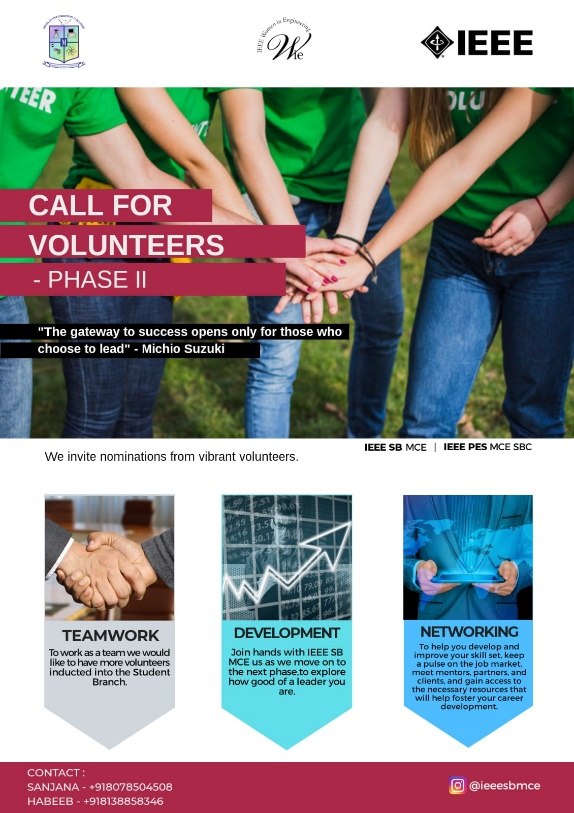 IEEE Women in Engineering
Wie
IEEE
TEER
VOLU
CALL FOR
VOLUNTEERS
- PHASE II
"The gateway to success opens only for those who
choose to lead" - Michio Suzuki
IEEE SB MCE | IEEE PES MCE SBC
We invite nominations from vibrant volunteers.
TEAMWORK
To work as a team we would
like to have more volunteers
inducted into the Student
Branch.
DEVELOPMENT
Join hands with IEEE SB
MCE us as we move on to
the next phase,to explore
how good of a leader you
are.
NETWORKING
To help you develop and
improve your skill set, keep
a pulse on the job market,
meet mentors, partners, and
clients, and gain access to
the necessary resources that
will help foster your career
development.
CONTACT :
SANJANA - +918078504508
HABEEB - +918138858346
@ieeesbmce